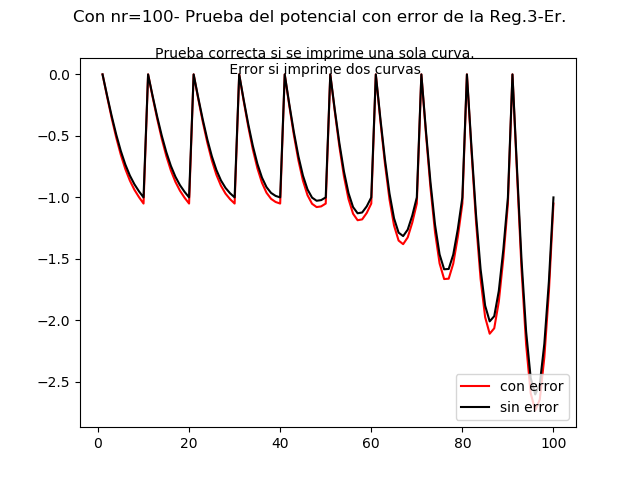 Con nr=100- Prueba del potencial con error de la Reg.3-Er.
Prueba correcta si se imprime una sola curva.
Error si imprime dos curvas
0.0
−0.5
−1.0
−1.5
−2.0
−2.5
con error
sin error
0 20 40 60 80 100